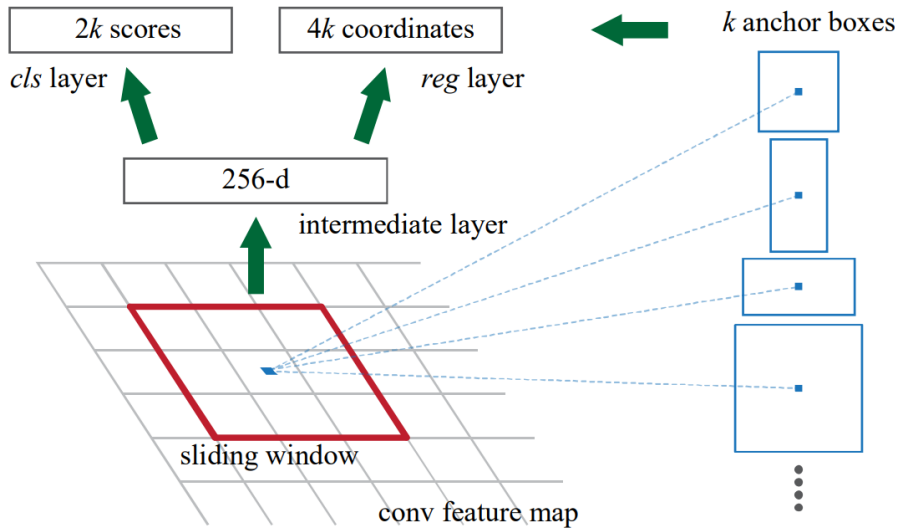 2k scores
4k coordinates
k anchor boxes
cls layer
reg layer
256-d
intermediate layer
sliding window
conv feature map